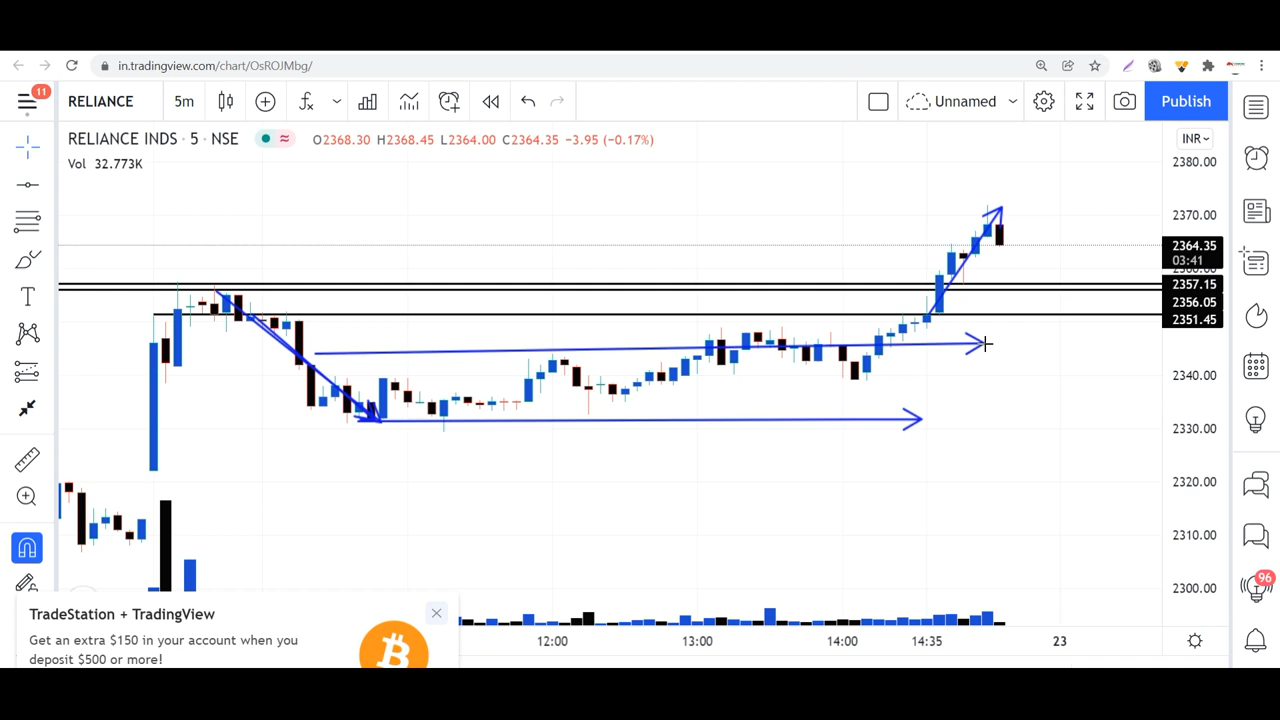 in.tradingview.com/chart/OsROJMbg/
11
RELIANCE 5m Unnamed Publish
RELIANCE INDS · 5 · NSE O2368.30 H2368.45 L2364.00 C2364.35 −3.95 (−0.17%) INR
Vol 32.773K
2380.00
2370.00
2364.35
03:41
2360.00
2357.15
2356.05
2351.45
2340.00
2330.00
2320.00
2310.00
2300.00
96
TradeStation + TradingView
Get an extra $150 in your account when you
deposit $500 or more!
12:00 13:00 14:00 14:35 23